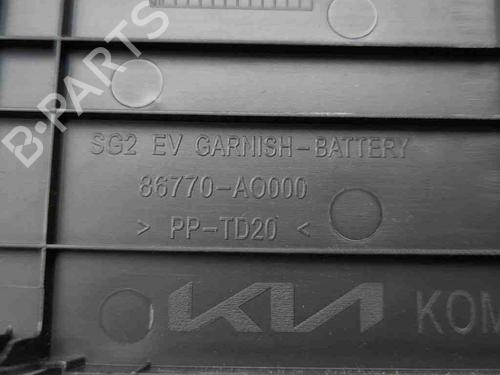 B-PARTS
SG2 EV GARNISH-BATTERY
86770-AO000
> PP-TD20 <
KIA KOM